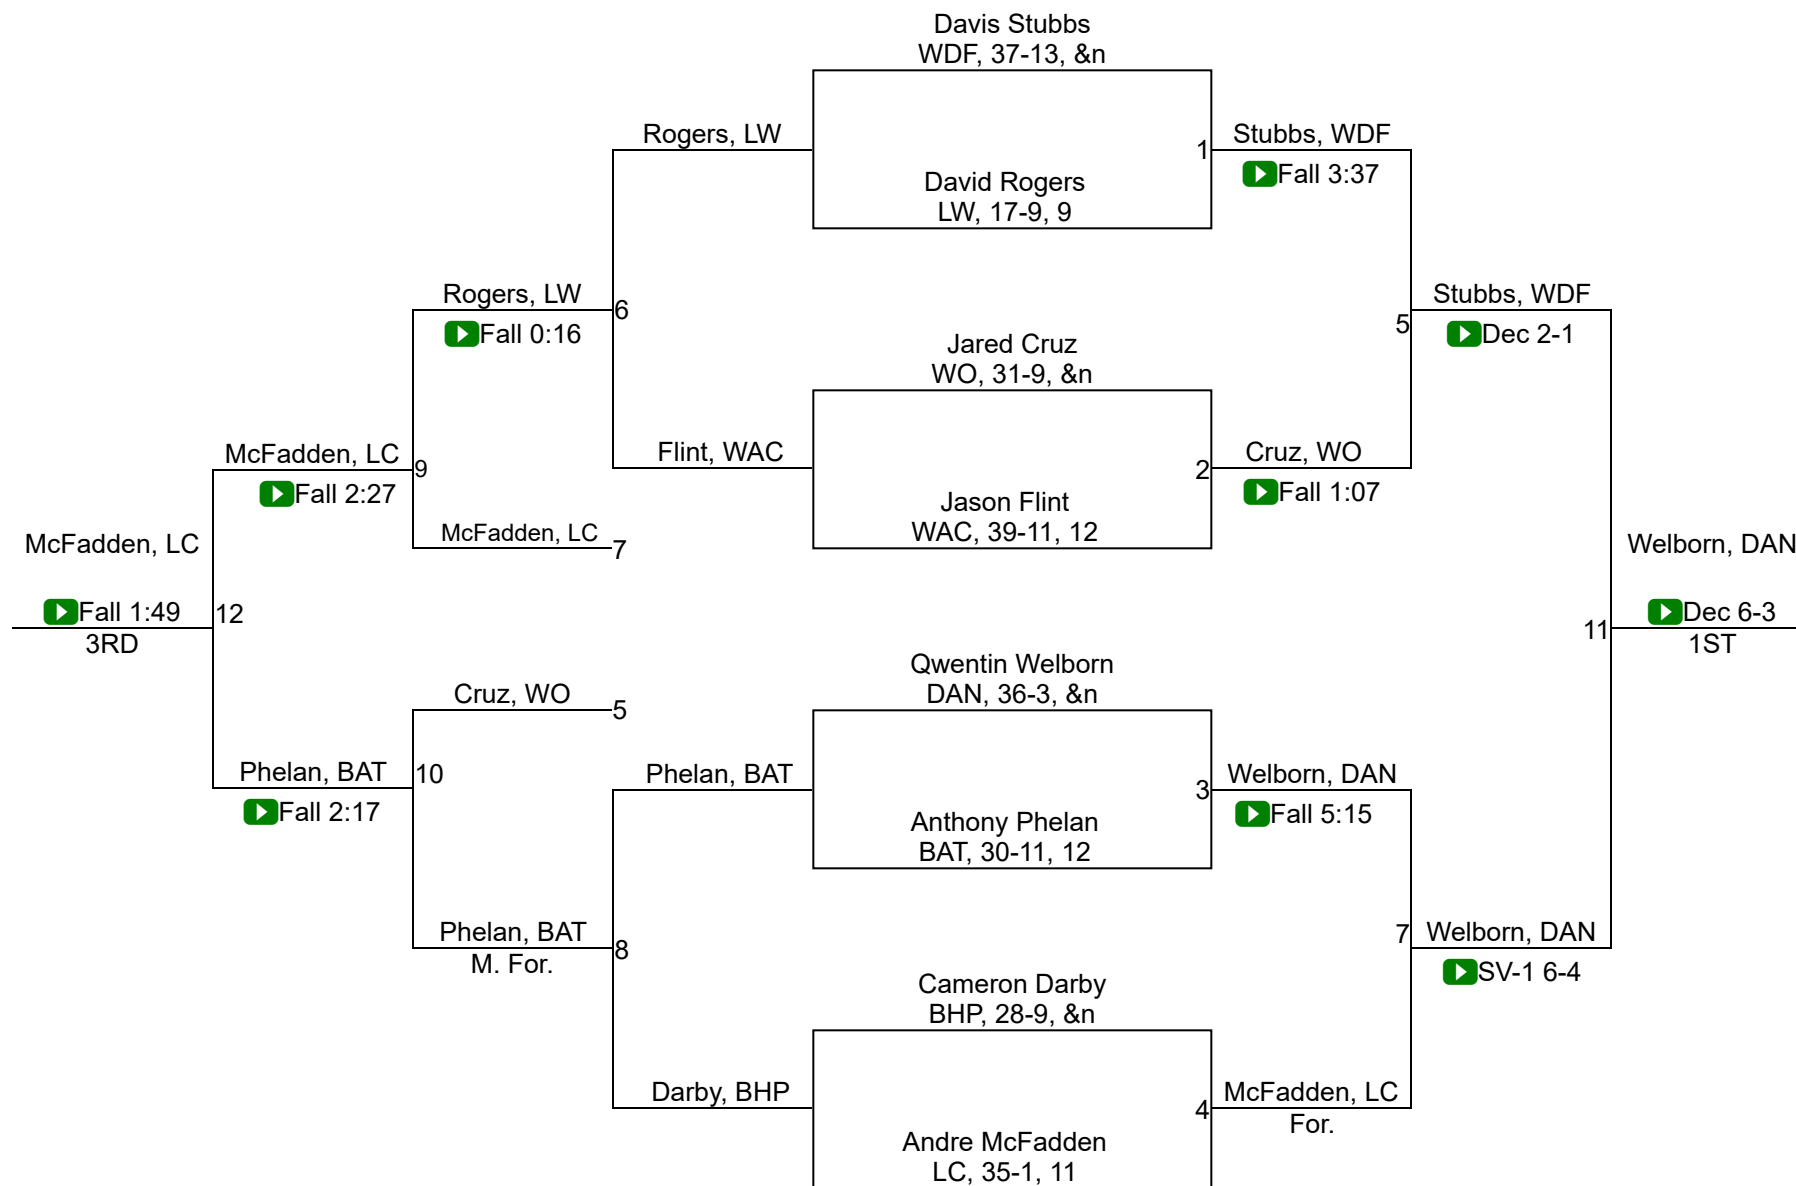 Davis Stubbs
WDF, 37-13, &n
Rogers, LW
1
Stubbs, WDF
Fall 3:37
David Rogers
LW, 17-9, 9
Rogers, LW
6
Fall 0:16
Stubbs, WDF
5
Dec 2-1
Jared Cruz
WO, 31-9, &n
McFadden, LC
9
Fall 2:27
Flint, WAC
2
Cruz, WO
Fall 1:07
Jason Flint
WAC, 39-11, 12
McFadden, LC
7
McFadden, LC
Fall 1:49
12
3RD
Welborn, DAN
11
Dec 6-3
1ST
Qwentin Welborn
DAN, 36-3, &n
Cruz, WO
5
Phelan, BAT
10
Fall 2:17
Phelan, BAT
3
Welborn, DAN
Fall 5:15
Anthony Phelan
BAT, 30-11, 12
Phelan, BAT
8
M. For.
7
Welborn, DAN
SV-1 6-4
Cameron Darby
BHP, 28-9, &n
Darby, BHP
4
McFadden, LC
For.
Andre McFadden
LC, 35-1, 11